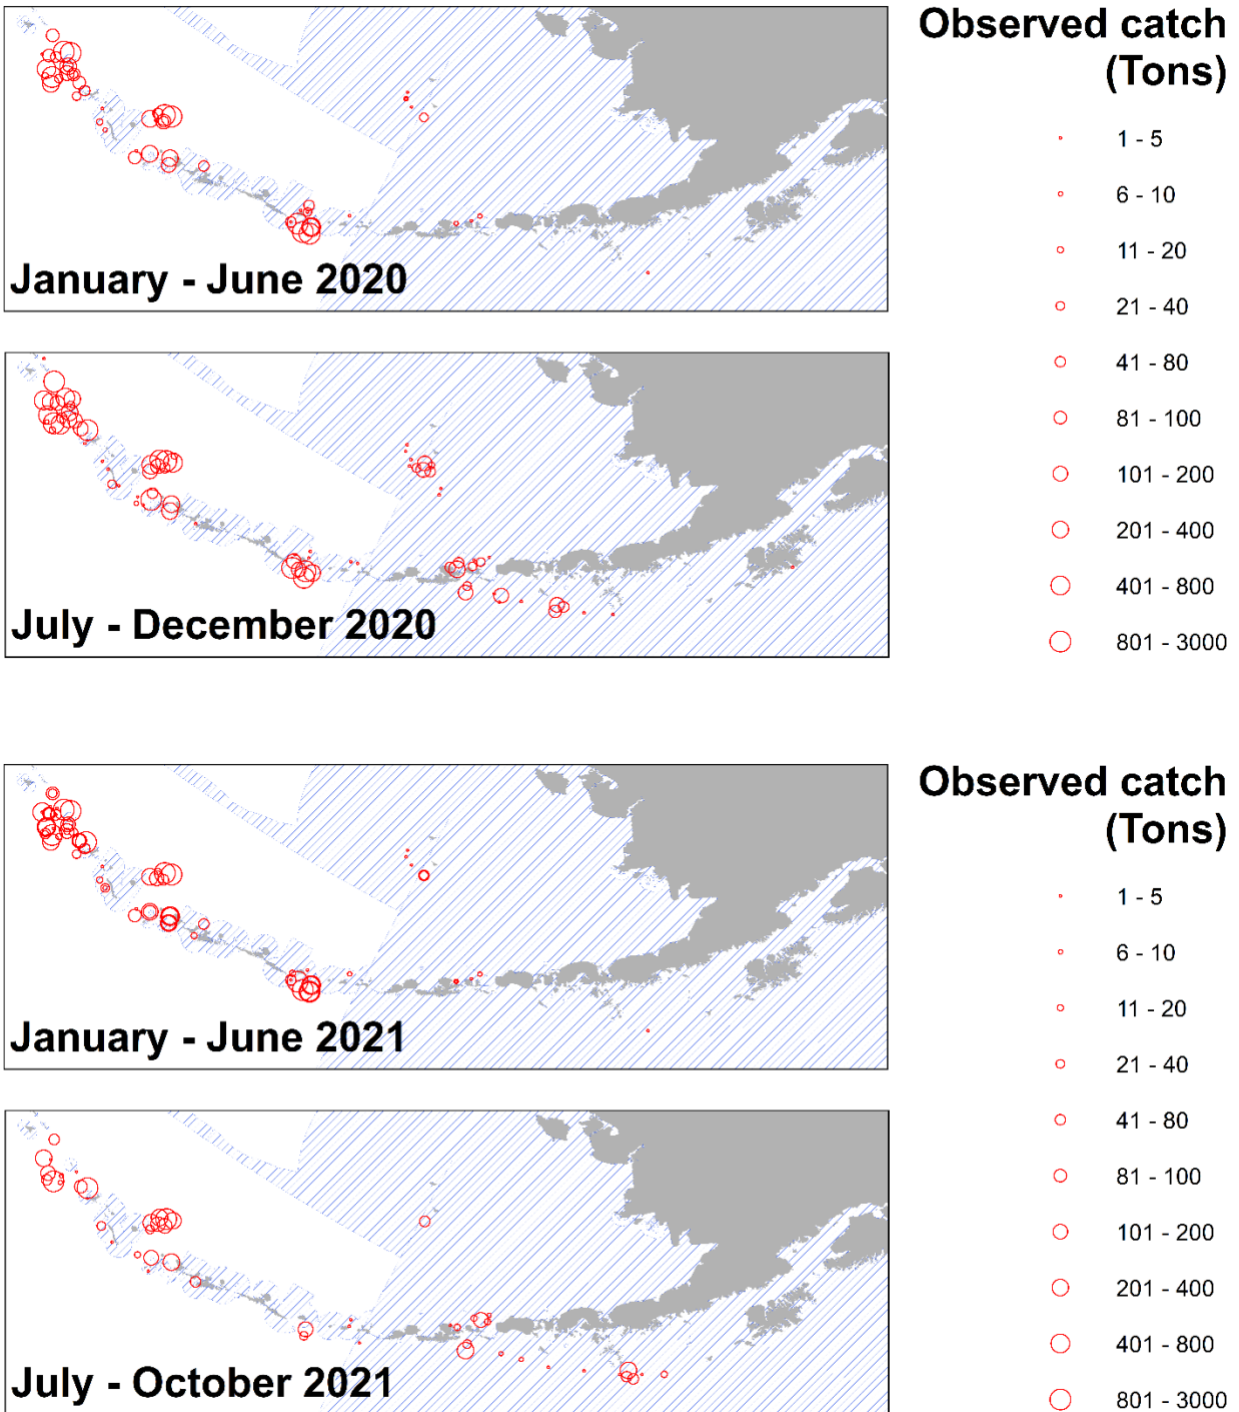 Observed catch
(Tons)
1 - 5
6 - 10
11 - 20
21 - 40
41 - 80
81 - 100
101 - 200
201 - 400
401 - 800
801 - 3000
January - June 2020
July - December 2020
Observed catch
(Tons)
1 - 5
6 - 10
11 - 20
21 - 40
41 - 80
81 - 100
101 - 200
201 - 400
401 - 800
801 - 3000
January - June 2021
July - October 2021